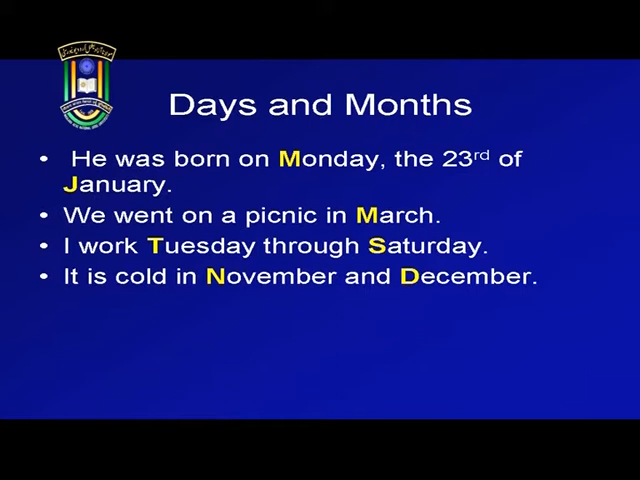 Days and Months
• He was born on Monday, the 23rd of
January.
• We went on a picnic in March.
• I work Tuesday through Saturday.
• It is cold in November and December.